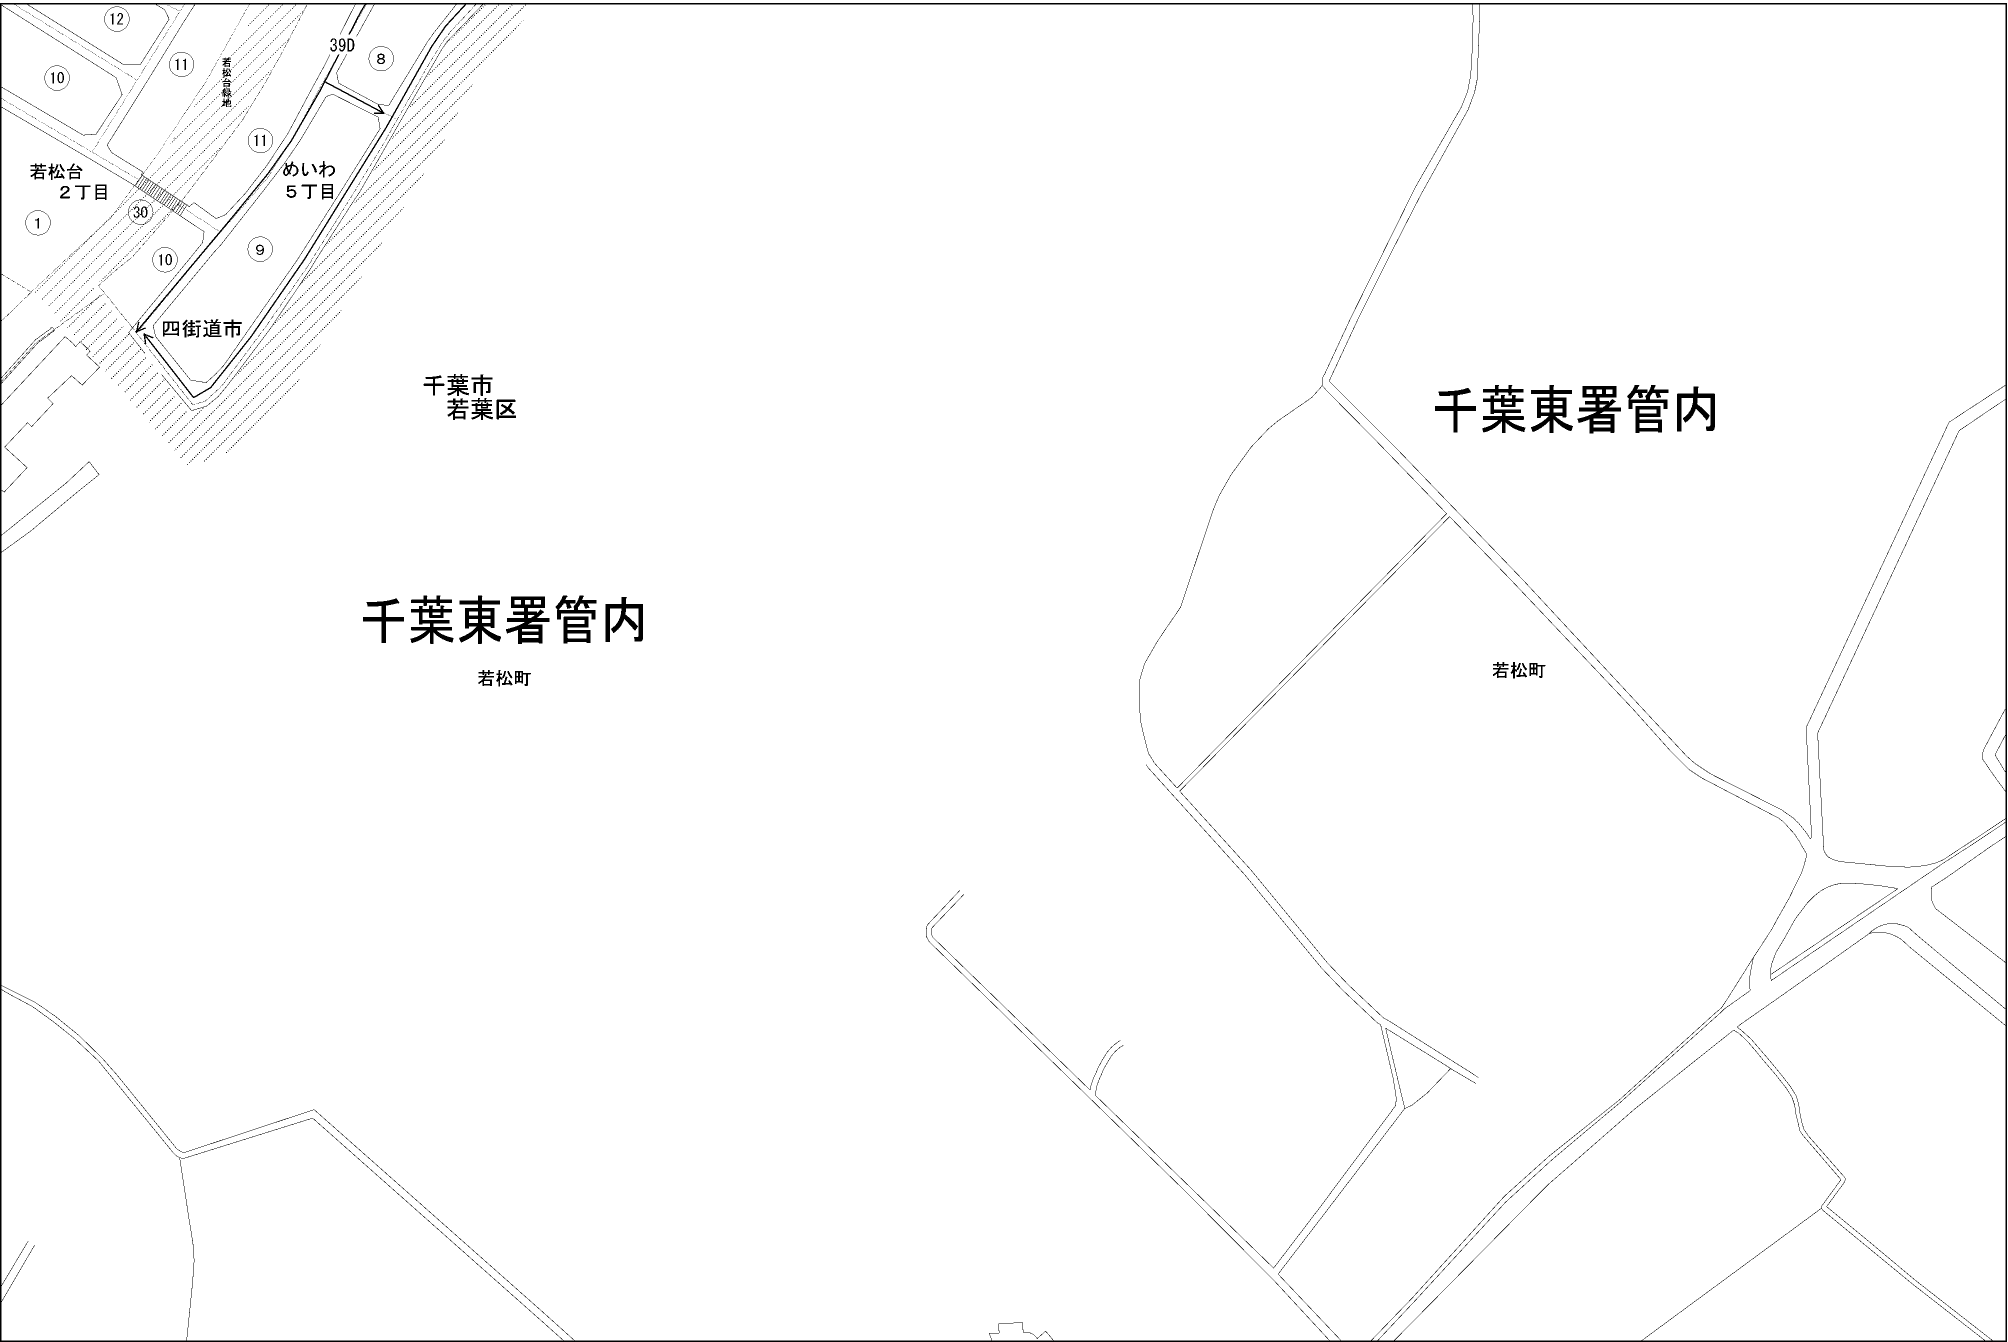 12
39D
8
10
11
若松台緑地
11
若松台
２丁目
めいわ
５丁目
1
30
10
9
四街道市
千葉市
若葉区
千葉東署管内
千葉東署管内
若松町
若松町